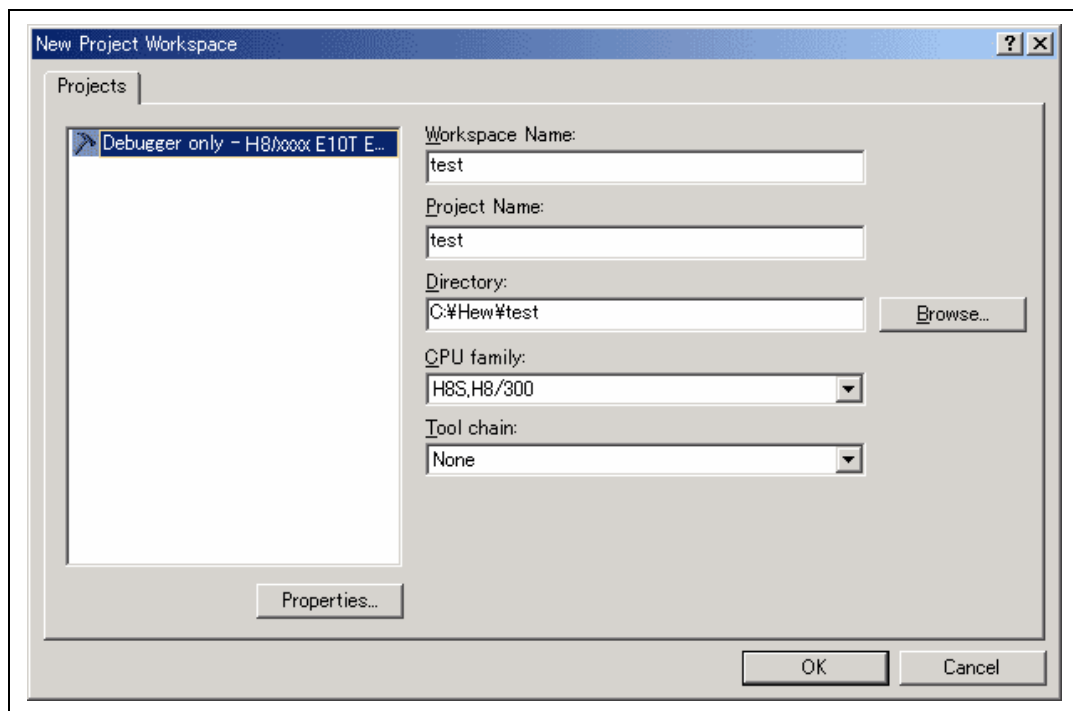 New Project Workspace
Projects
Debugger only - H8/xxxx E10T E...
Workspace Name:
test
Project Name:
test
Directory:
C:¥Hew¥test
Browse...
CPU family:
H8S,H8/300
Tool chain:
None
Properties...
OK
Cancel